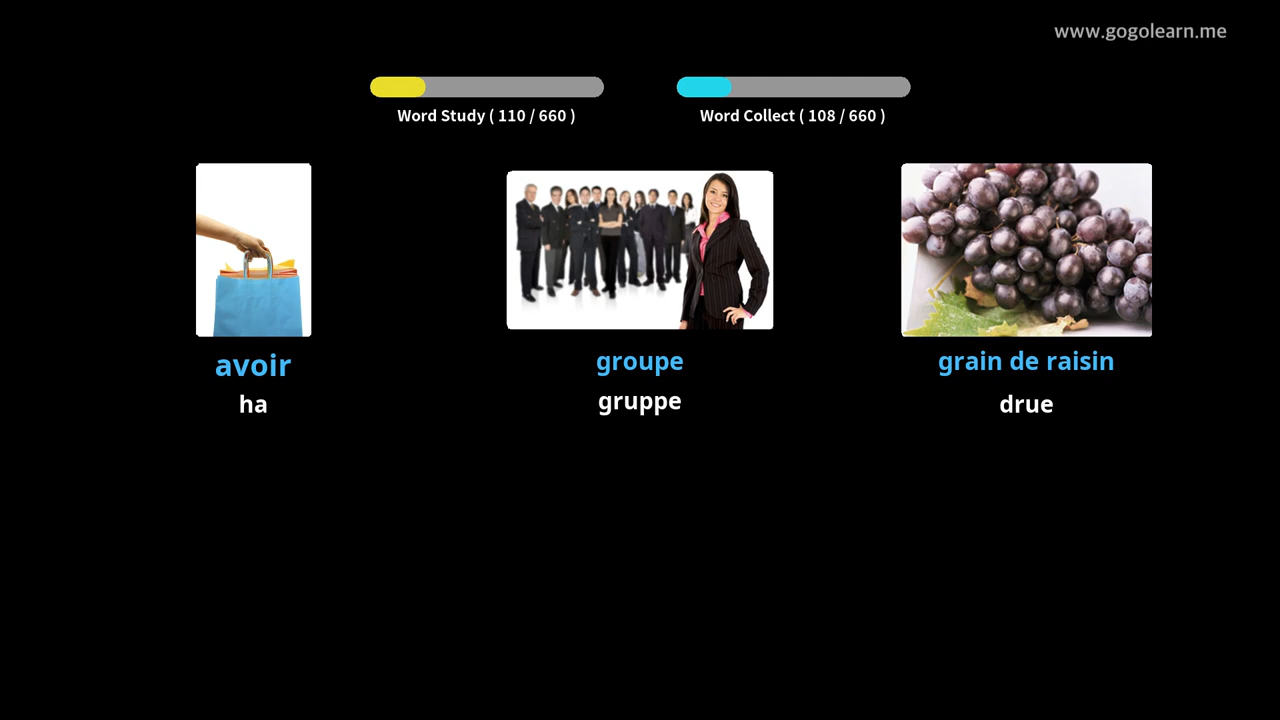 www.gogolearn.me
Word Study ( 110 / 660 )
Word Collect ( 108 / 660 )
avoir
ha
groupe
gruppe
grain de raisin
drue